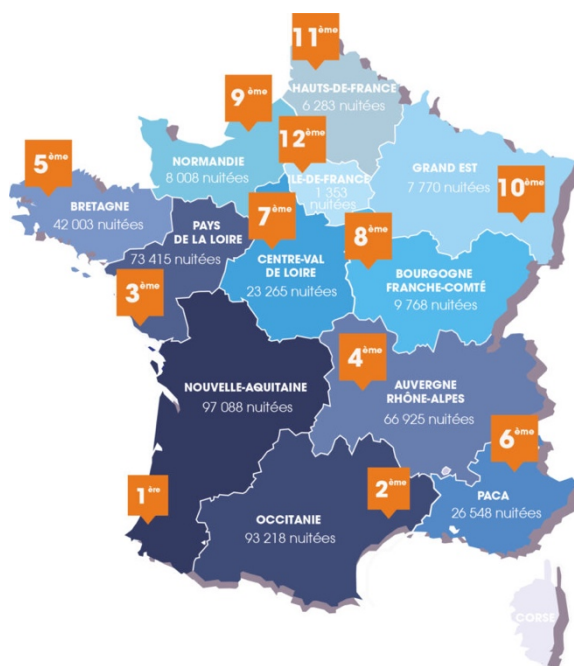 11ème
HAUTS-DE-FRANCE
6 283 nuitées
9ème
NORMANDIE
8 008 nuitées
12ème
ILE-DE-FRANCE
1 353
nuitées
GRAND EST
7 770 nuitées
10ème
5ème
BRETAGNE
42 003 nuitées
PAYS
DE LA LOIRE
73 415 nuitées
3ème
7ème
CENTRE-VAL
DE LOIRE
23 265 nuitées
8ème
BOURGOGNE
FRANCHE-COMTÉ
9 768 nuitées
4ème
AUVERGNE
RHÔNE-ALPES
66 925 nuitées
NOUVELLE-AQUITAINE
97 088 nuitées
1ère
2ème
OCCITANIE
93 218 nuitées
6ème
PACA
26 548 nuitées
CORSE